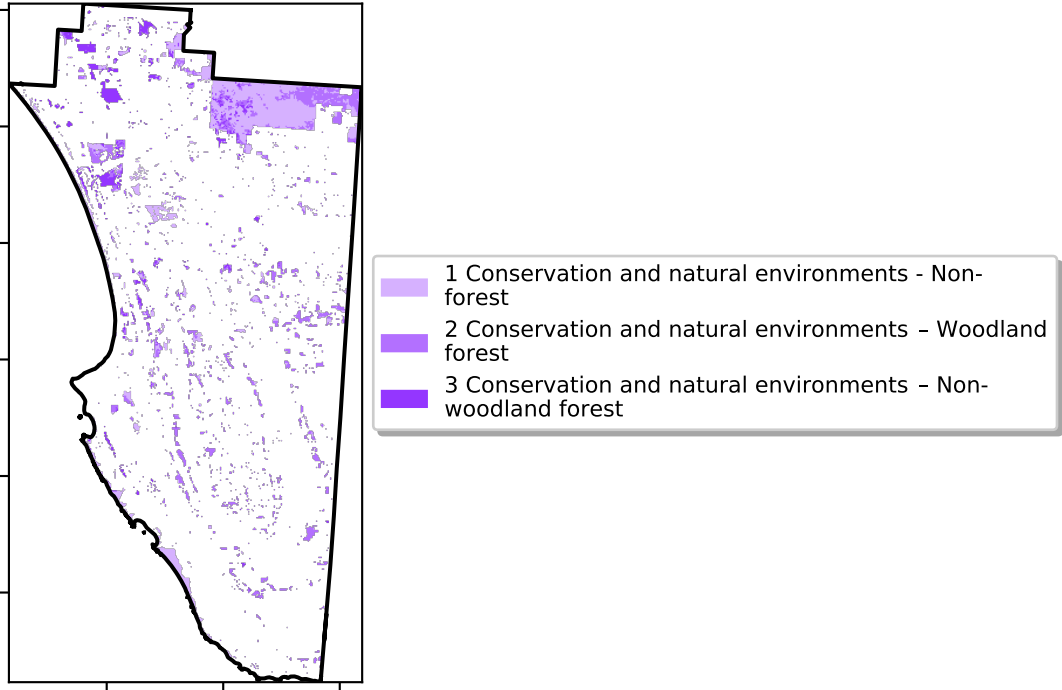 1 Conservation and natural environments - Non-
forest
2 Conservation and natural environments – Woodland
forest
3 Conservation and natural environments – Non-
woodland forest